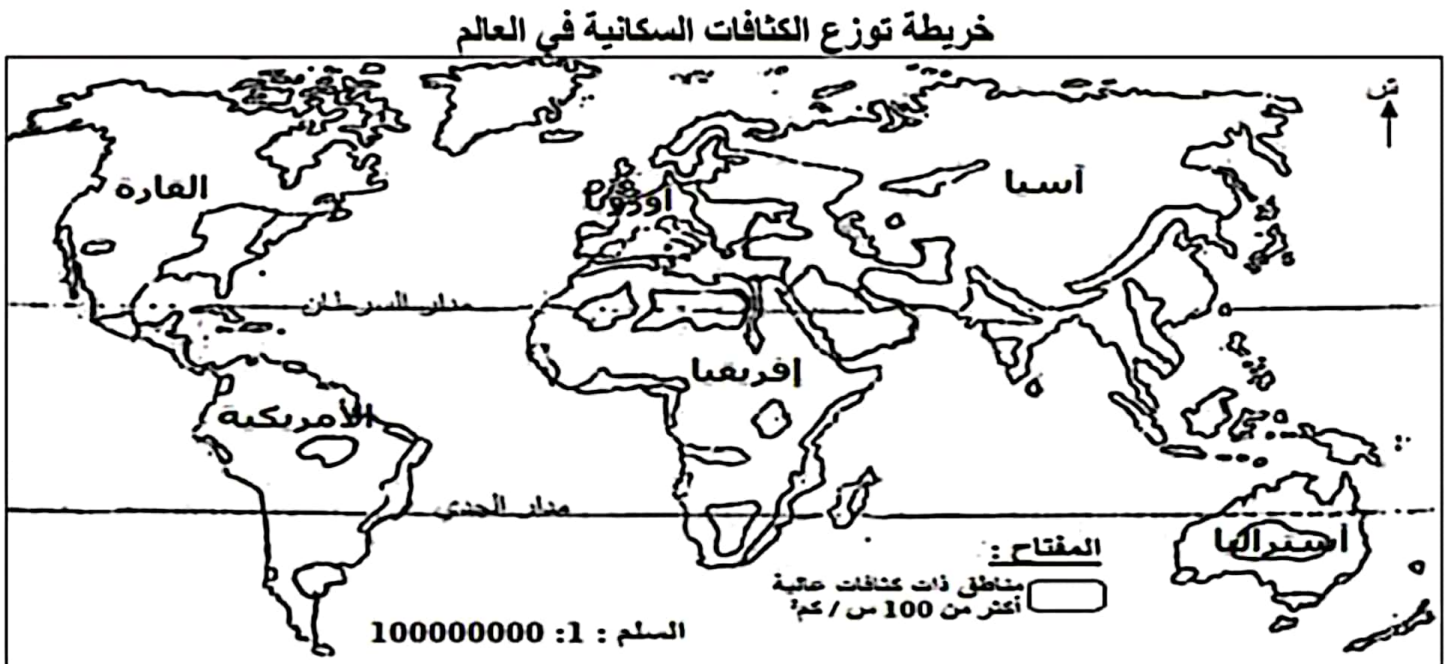 خريطة توزع الكثافات السكانية في العالم
ش
القارة
أوروبا
آسيا
مدار السرطان
إفريقيا
الأمريكية
مدار الجدي
أستراليا
المفتاح :
مناطق ذات كثافات عالية
أكثر من 100 س / كم²
السلم : 1: 100000000